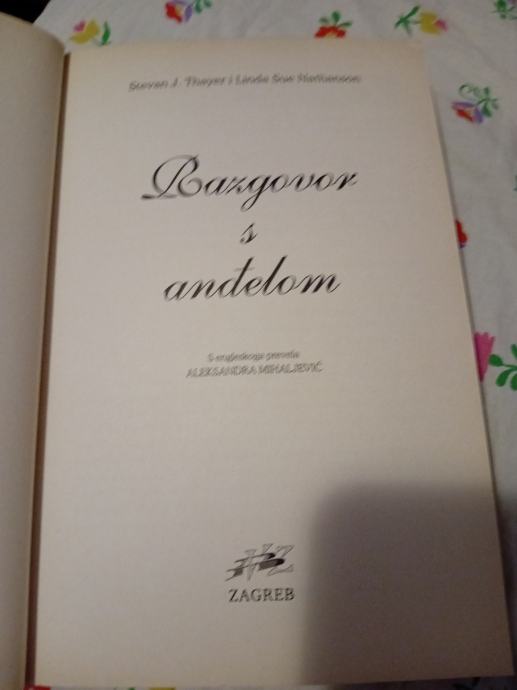 Steven J. Thayer i Linda Sue Nathanson
Razgovor
s
anđelom
S engleskoga prevela
ALEKSANDRA MIHALJEVIĆ
ZAGREB